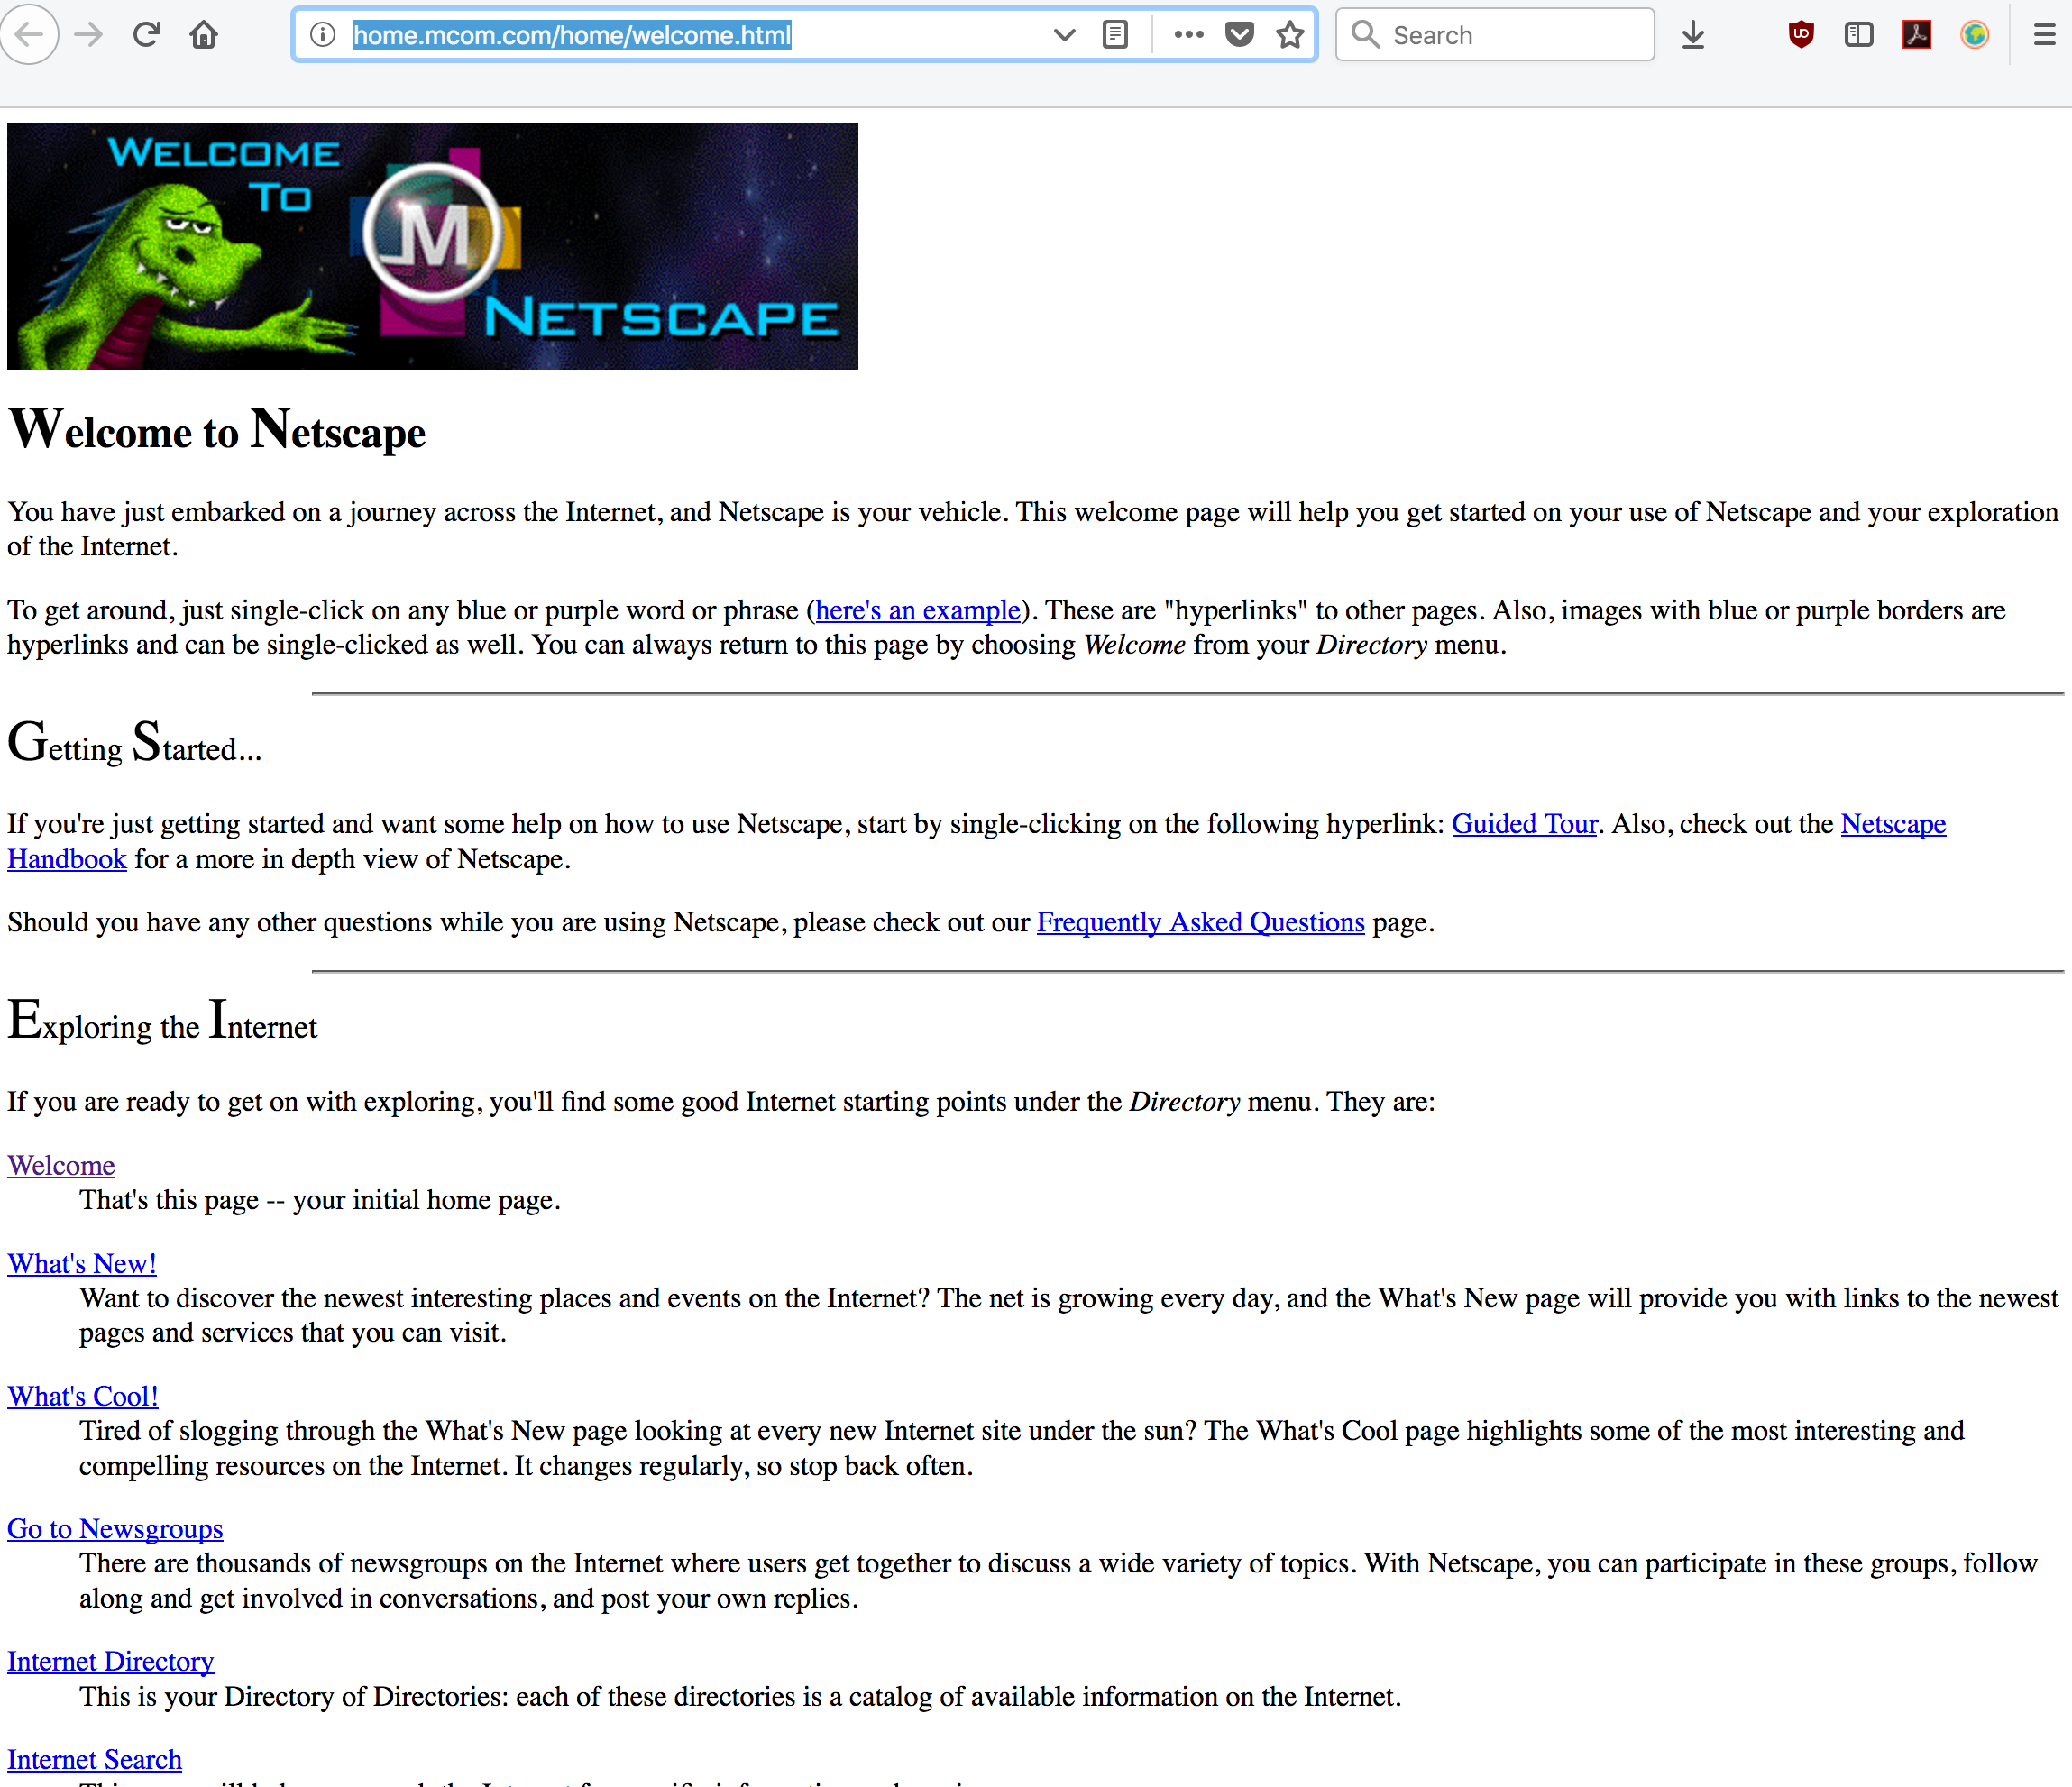 home.mcom.com/home/welcome.html
Search
WELCOME
TO
M
NETSCAPE
Welcome to Netscape
You have just embarked on a journey across the Internet, and Netscape is your vehicle. This welcome page will help you get started on your use of Netscape and your exploration
of the Internet.
To get around, just single-click on any blue or purple word or phrase (here's an example). These are "hyperlinks" to other pages. Also, images with blue or purple borders are
hyperlinks and can be single-clicked as well. You can always return to this page by choosing Welcome from your Directory menu.
Getting Started...
If you're just getting started and want some help on how to use Netscape, start by single-clicking on the following hyperlink: Guided Tour. Also, check out the Netscape
Handbook for a more in depth view of Netscape.
Should you have any other questions while you are using Netscape, please check out our Frequently Asked Questions page.
Exploring the Internet
If you are ready to get on with exploring, you'll find some good Internet starting points under the Directory menu. They are:
Welcome
That's this page -- your initial home page.
What's New!
Want to discover the newest interesting places and events on the Internet? The net is growing every day, and the What's New page will provide you with links to the newest
pages and services that you can visit.
What's Cool!
Tired of slogging through the What's New page looking at every new Internet site under the sun? The What's Cool page highlights some of the most interesting and
compelling resources on the Internet. It changes regularly, so stop back often.
Go to Newsgroups
There are thousands of newsgroups on the Internet where users get together to discuss a wide variety of topics. With Netscape, you can participate in these groups, follow
along and get involved in conversations, and post your own replies.
Internet Directory
This is your Directory of Directories: each of these directories is a catalog of available information on the Internet.
Internet Search